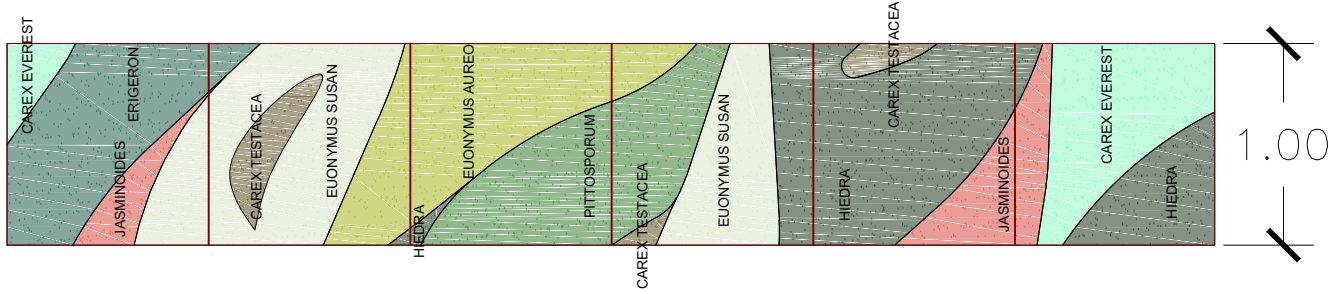 CAREX EVEREST
ERIGERON
JASMINOIDES
CAREX TESTACEA
EUONYMUS SUSAN
HIEDRA
EUONYMUS AUREO
PITTOSPORUM
CAREX TESTACEA
EUONYMUS SUSAN
HIEDRA
CAREX TESTACEA
JASMINOIDES
CAREX EVEREST
HIEDRA
1.00